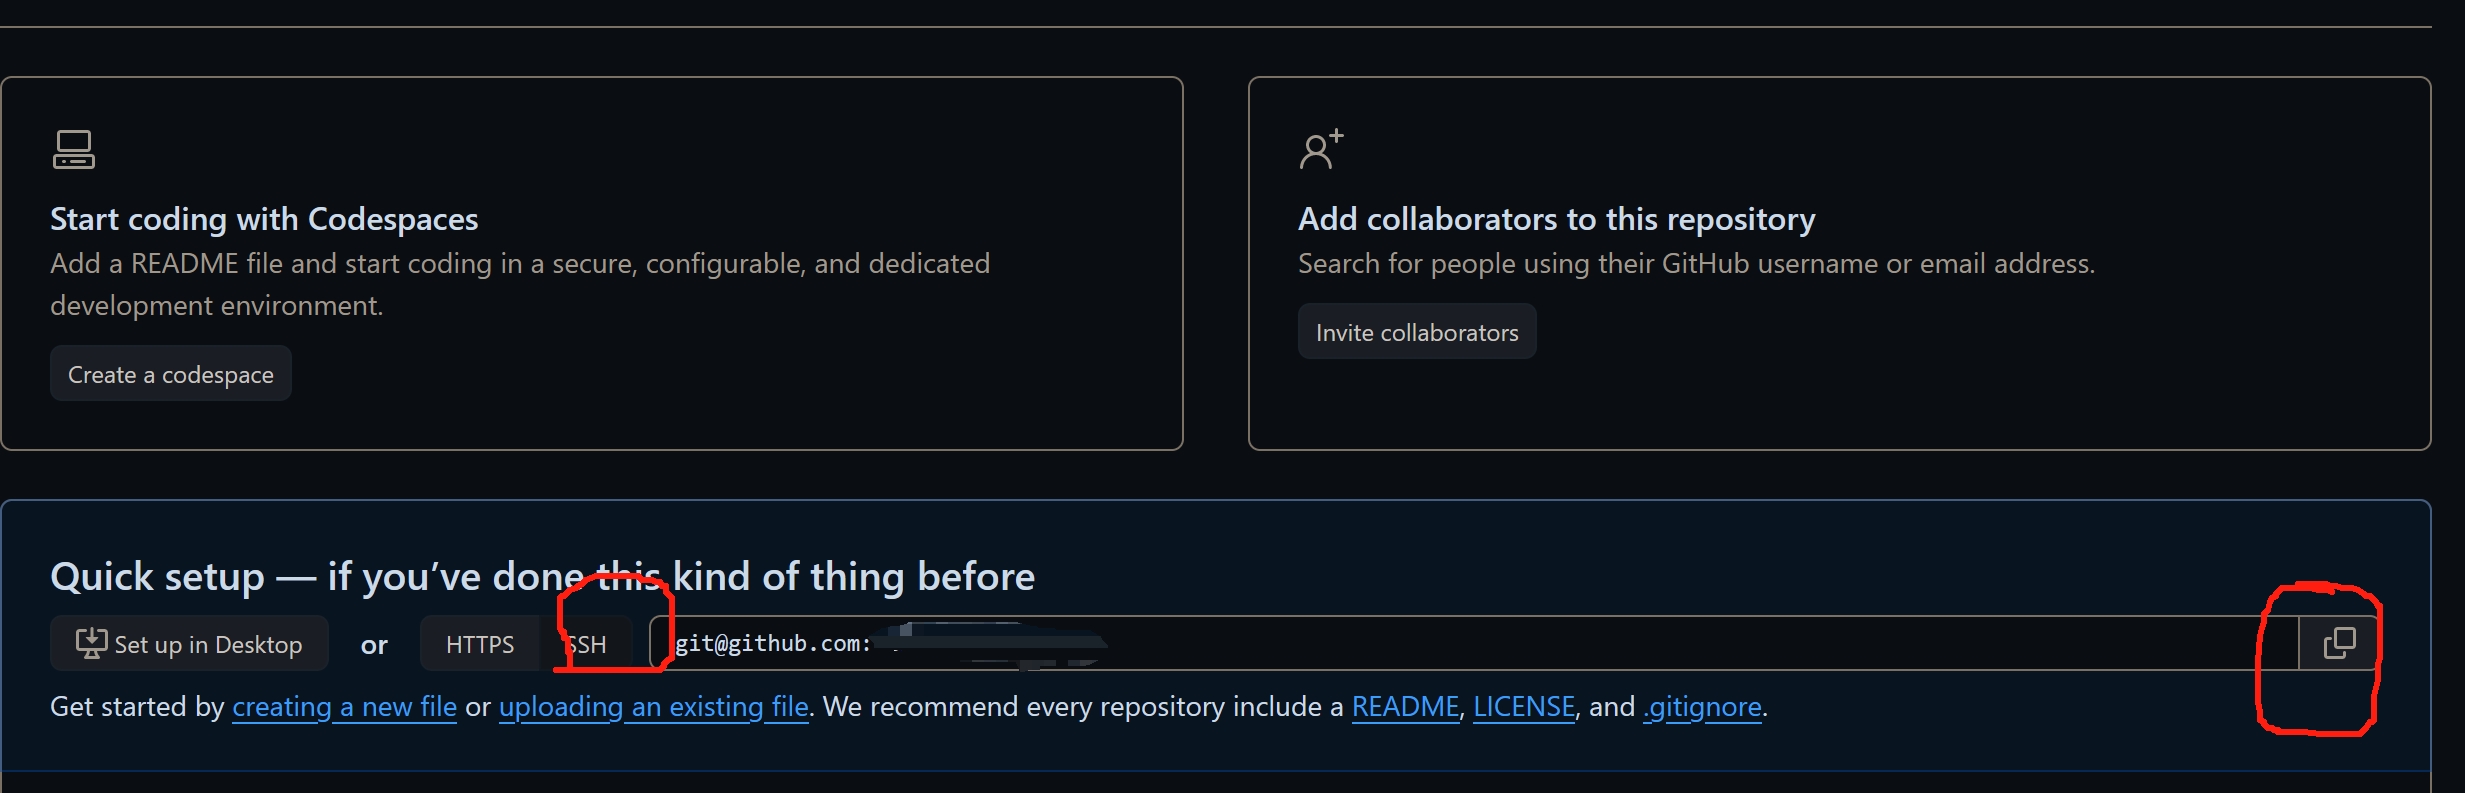 Start coding with Codespaces
Add a README file and start coding in a secure, configurable, and dedicated
development environment.
Create a codespace
Add collaborators to this repository
Search for people using their GitHub username or email address.
Invite collaborators
Quick setup — if you’ve done this kind of thing before
Set up in Desktop or HTTPS SSH git@github.com:
Get started by creating a new file or uploading an existing file. We recommend every repository include a README, LICENSE, and .gitignore.